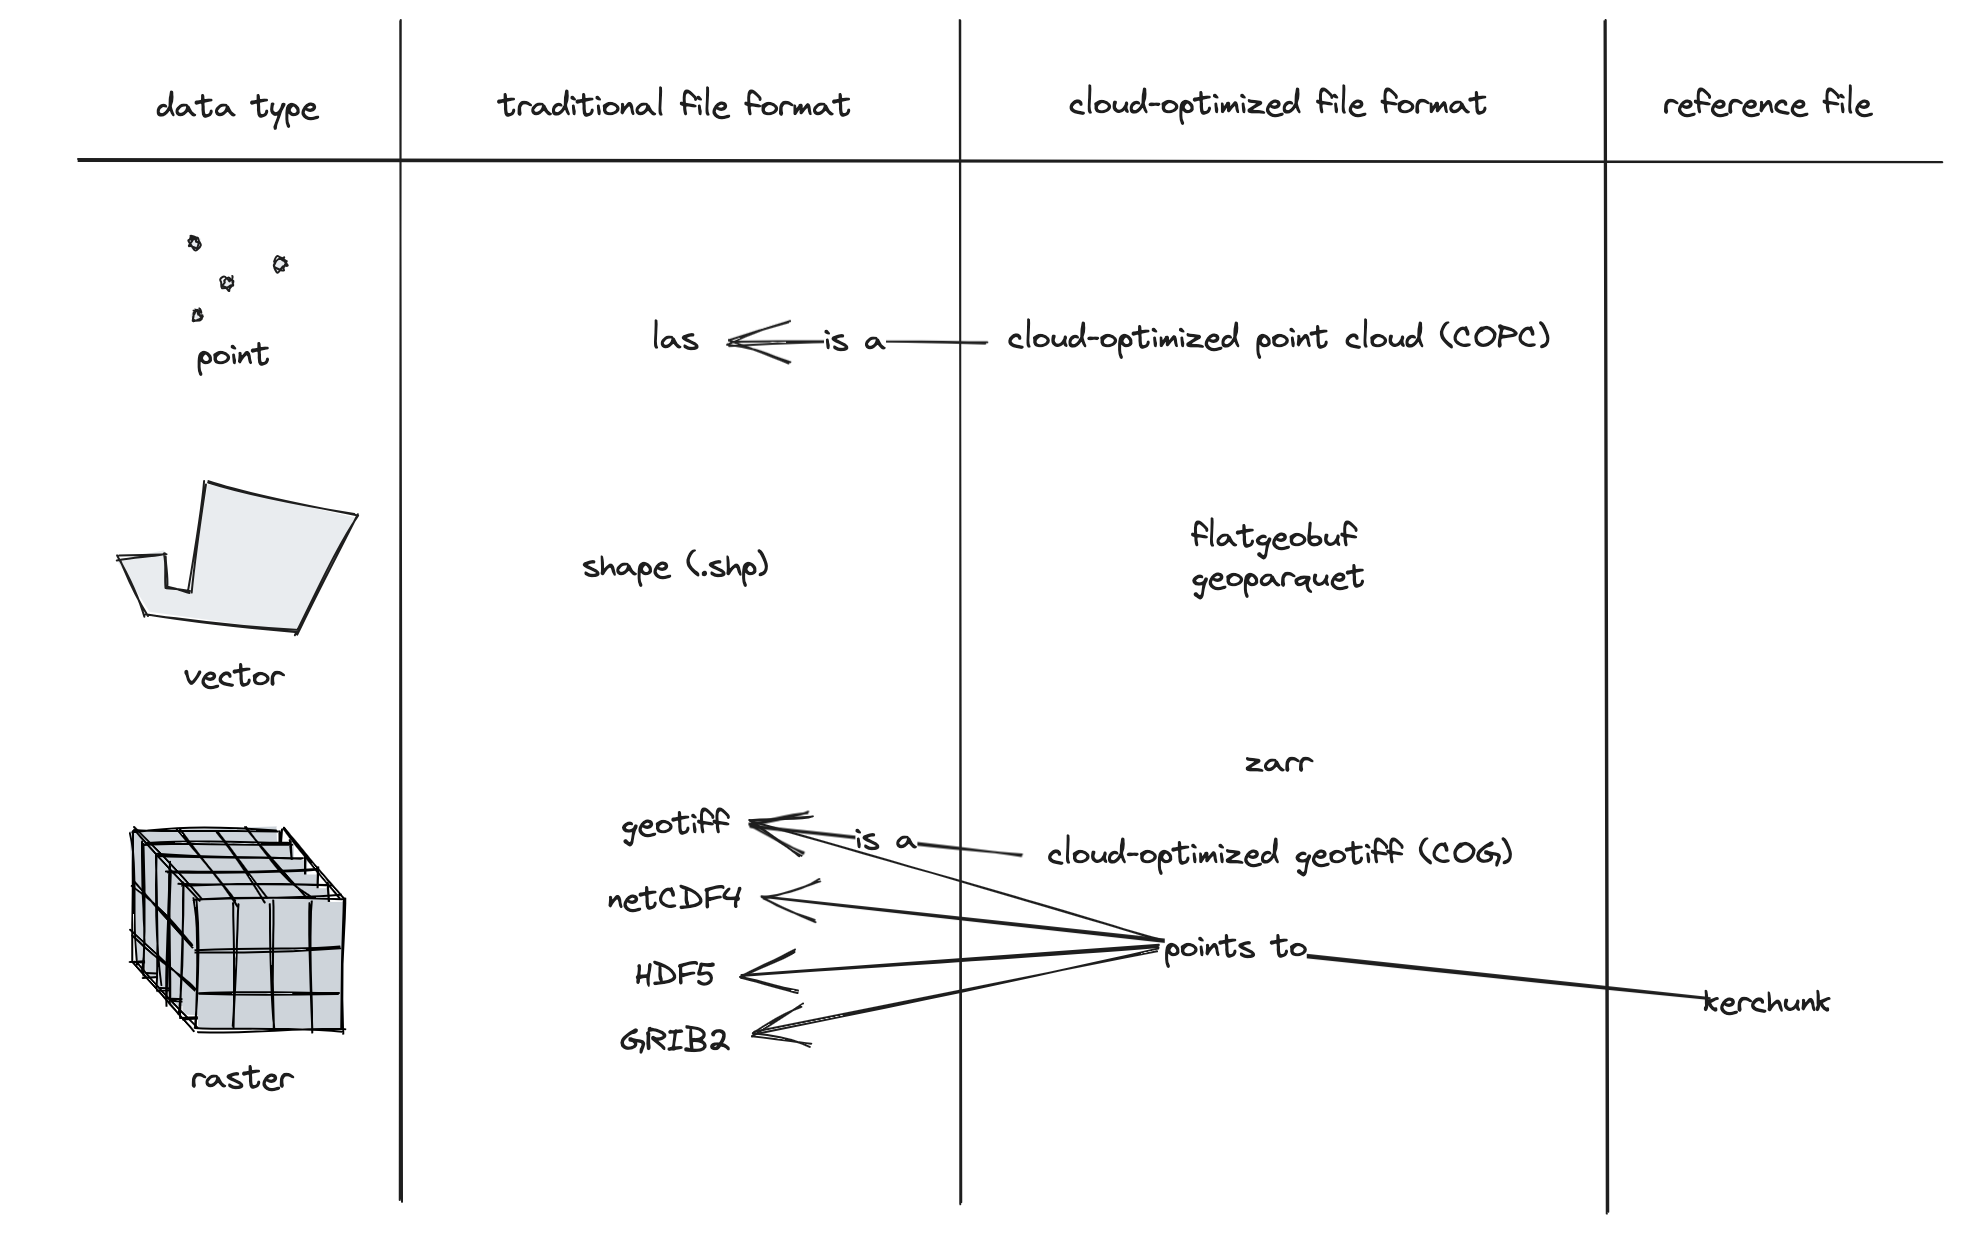 data type
traditional file format
cloud-optimized file format
reference file
point
las
is a
cloud-optimized point cloud (COPC)
vector
shape (.shp)
flatgeobuf
geoparquet
raster
zarr
geotiff
is a
cloud-optimized geotiff (COG)
netCDF4
HDF5
GRIB2
points to
kerchunk